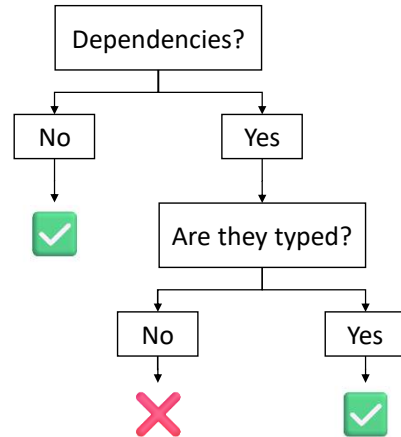 Dependencies?
No
Yes
Are they typed?
No
Yes